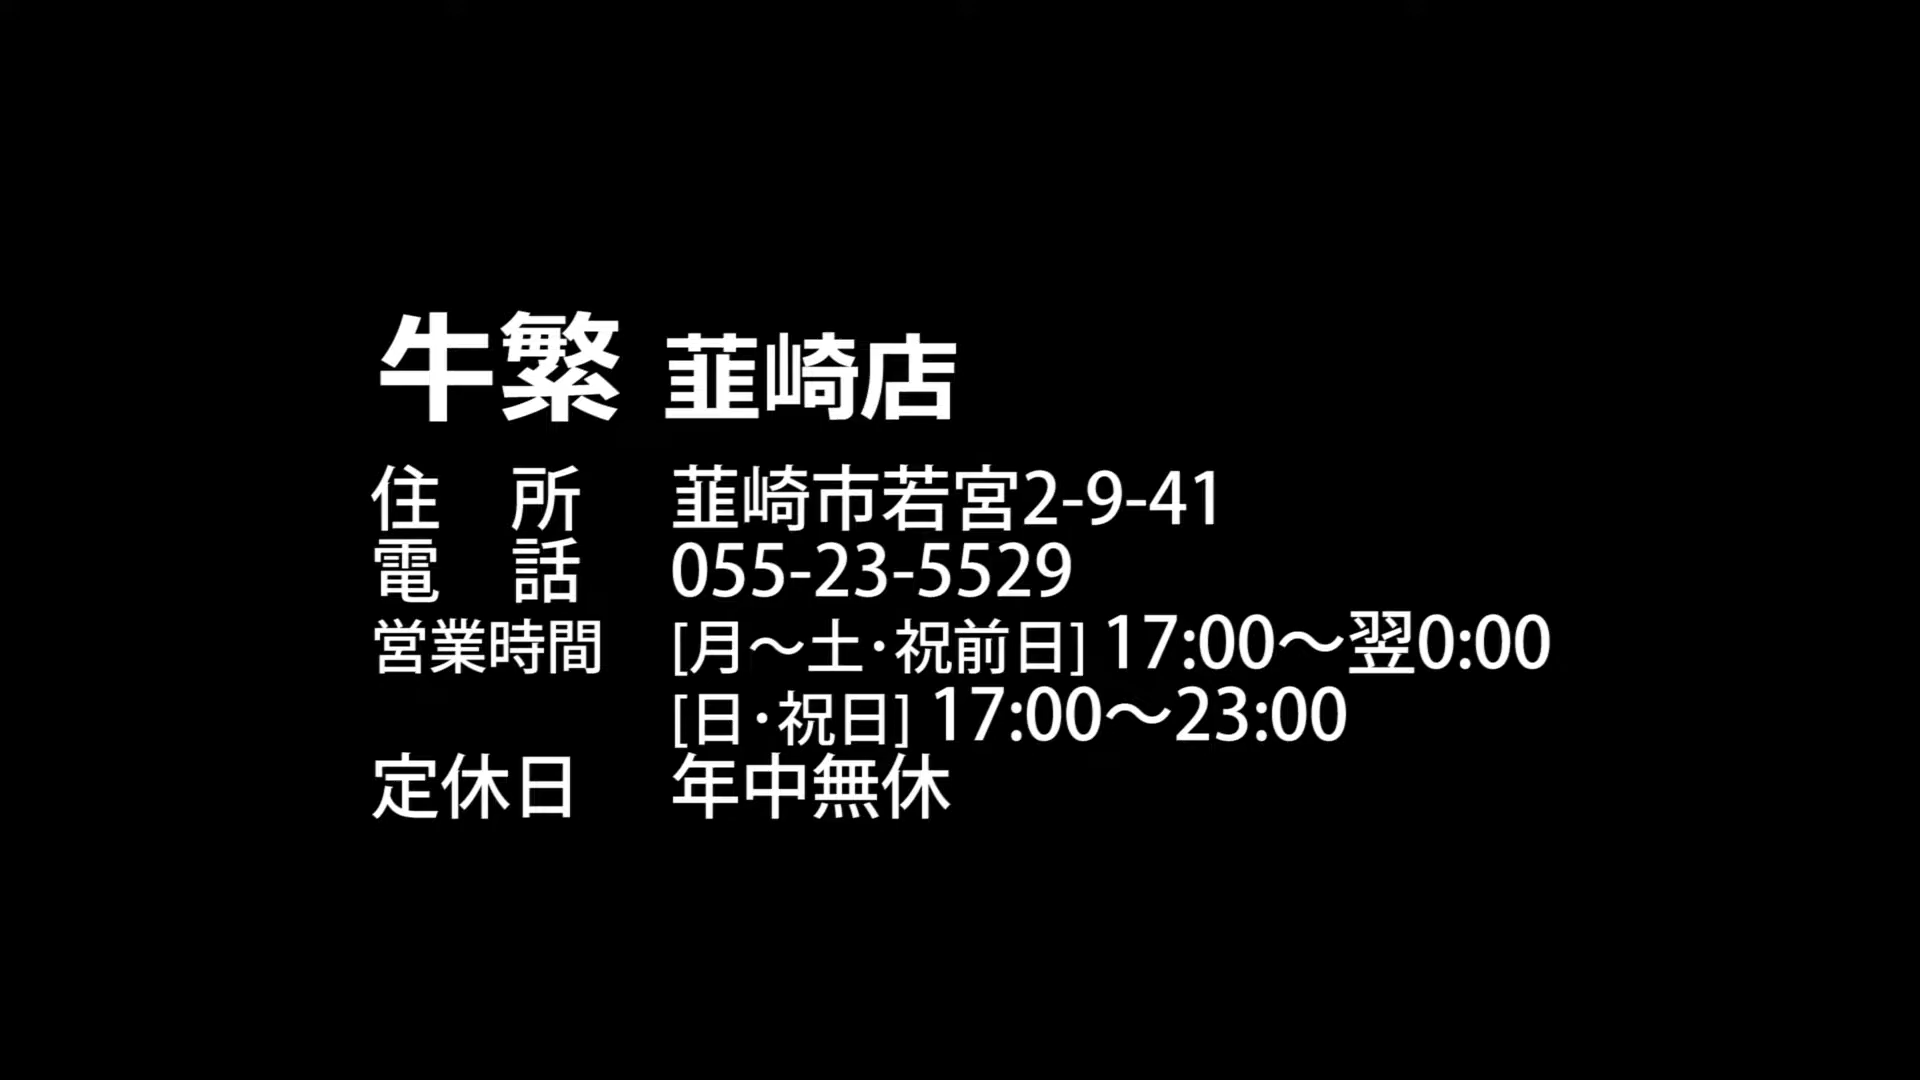 牛繁 韮崎店
住　所　韮崎市若宮2-9-41
電　話　055-23-5529
営業時間　[月～土・祝前日] 17:00～翌0:00
[日・祝日] 17:00～23:00
定休日　年中無休